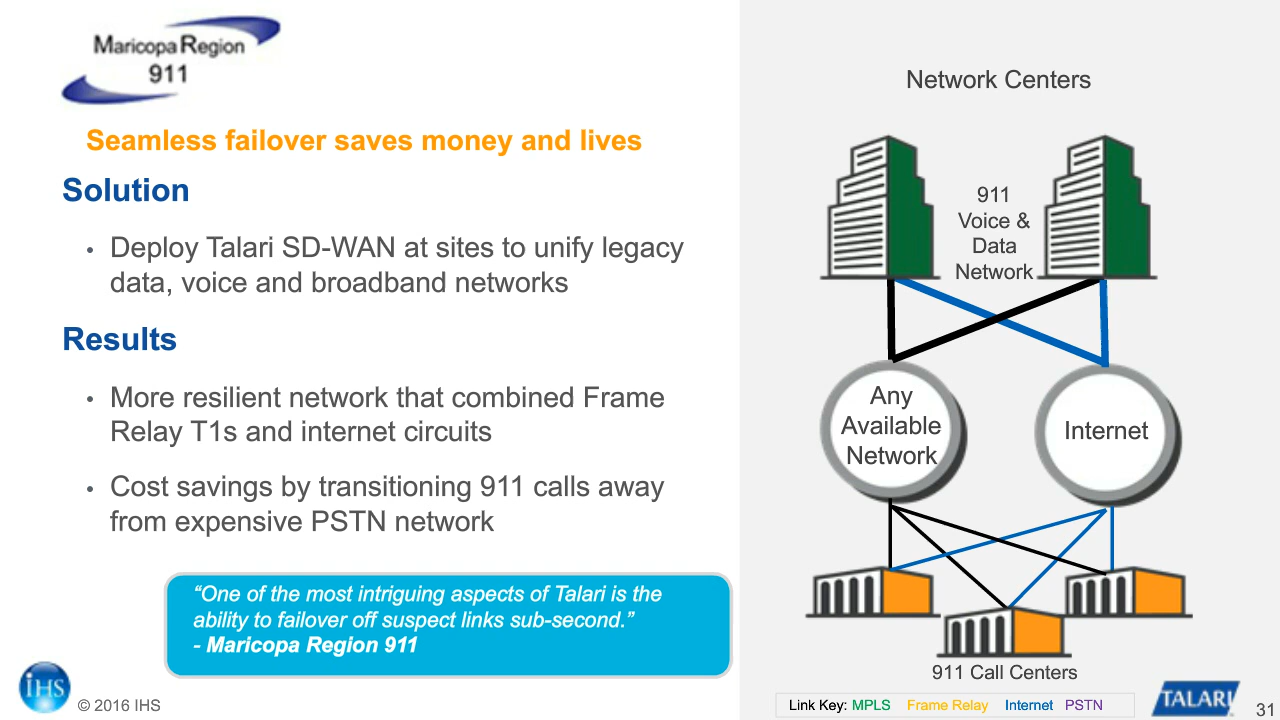 Maricopa Region
911
Seamless failover saves money and lives
Solution
• Deploy Talari SD-WAN at sites to unify legacy
data, voice and broadband networks
Results
• More resilient network that combined Frame
Relay T1s and internet circuits
• Cost savings by transitioning 911 calls away
from expensive PSTN network
“One of the most intriguing aspects of Talari is the
ability to failover off suspect links sub-second.”
- Maricopa Region 911
iHS
© 2016 IHS
Network Centers
911
Voice &
Data
Network
Any
Available
Network
Internet
911 Call Centers
Link Key: MPLS Frame Relay Internet PSTN
TALARI
31